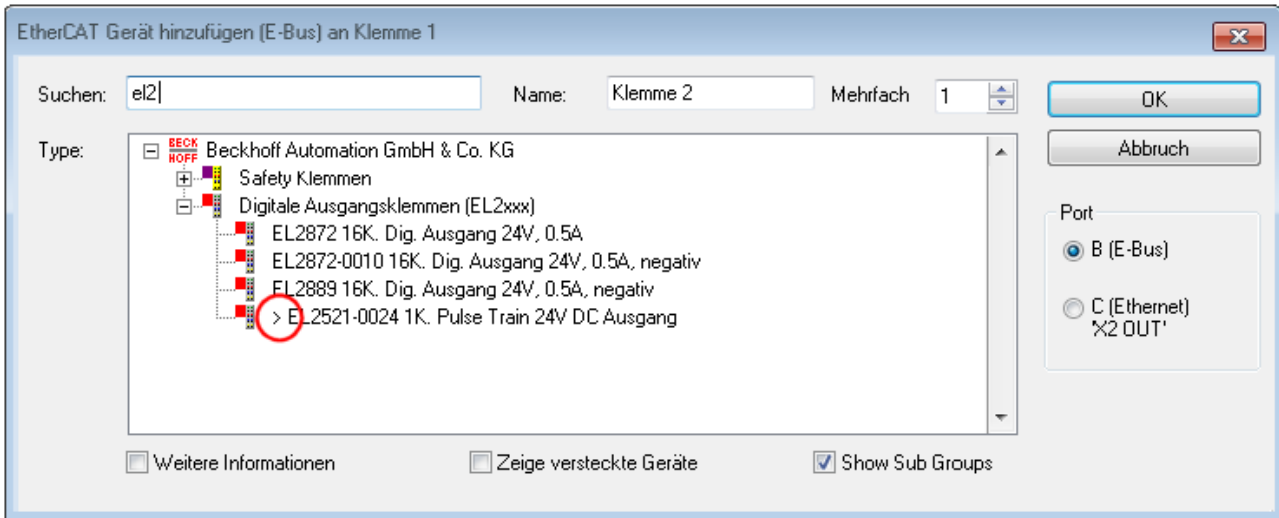 EtherCAT Gerät hinzufügen (E-Bus) an Klemme 1
Suchen: el2 Name: Klemme 2 Mehrfach 1 OK
Type: BECKHOFF Beckhoff Automation GmbH & Co. KG Abbruch
Safety Klemmen
Digitale Ausgangsklemmen (EL2xxx) Port
EL2872 16K. Dig. Ausgang 24V, 0.5A
EL2872-0010 16K. Dig. Ausgang 24V, 0.5A, negativ B (E-Bus)
EL2889 16K. Dig. Ausgang 24V, 0.5A, negativ
> EL2521-0024 1K. Pulse Train 24V DC Ausgang C (Ethernet)
'X2 OUT'
Weitere Informationen Zeige versteckte Geräte Show Sub Groups